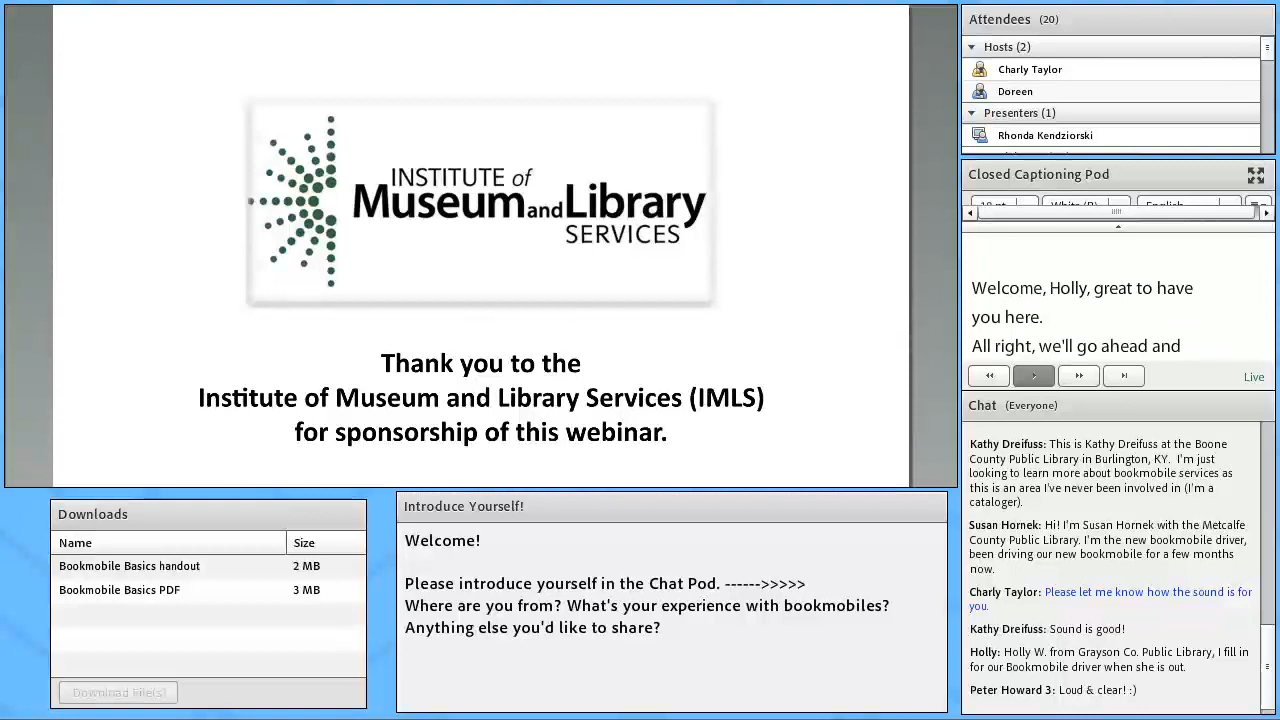 INSTITUTE of
Museum and Library
SERVICES
Thank you to the
Institute of Museum and Library Services (IMLS)
for sponsorship of this webinar.
Attendees (20)
Hosts (2)
Charly Taylor
Doreen
Presenters (1)
Rhonda Kendziorski
Closed Captioning Pod
English
Welcome, Holly, great to have
you here.
All right, we'll go ahead and
Live
Chat (Everyone)
Kathy Dreifuss: This is Kathy Dreifuss at the Boone
County Public Library in Burlington, KY. I'm just
looking to learn more about bookmobile services as
this is an area I've never been involved in (I'm a
cataloger).
Susan Hornek: Hi! I'm Susan Hornek with the Metcalfe
County Public Library. I'm the new bookmobile driver,
been driving our new bookmobile for a few months
now.
Charly Taylor: Please let me know how the sound is for
you.
Kathy Dreifuss: Sound is good!
Holly: Holly W. from Grayson Co. Public Library, I fill in
for our Bookmobile driver when she is out.
Peter Howard 3: Loud & clear! :)
Downloads
Name Size
Bookmobile Basics handout 2 MB
Bookmobile Basics PDF 3 MB
Download File(s)
Introduce Yourself!
Welcome!
Please introduce yourself in the Chat Pod. ------>>>>>
Where are you from? What's your experience with bookmobiles?
Anything else you'd like to share?